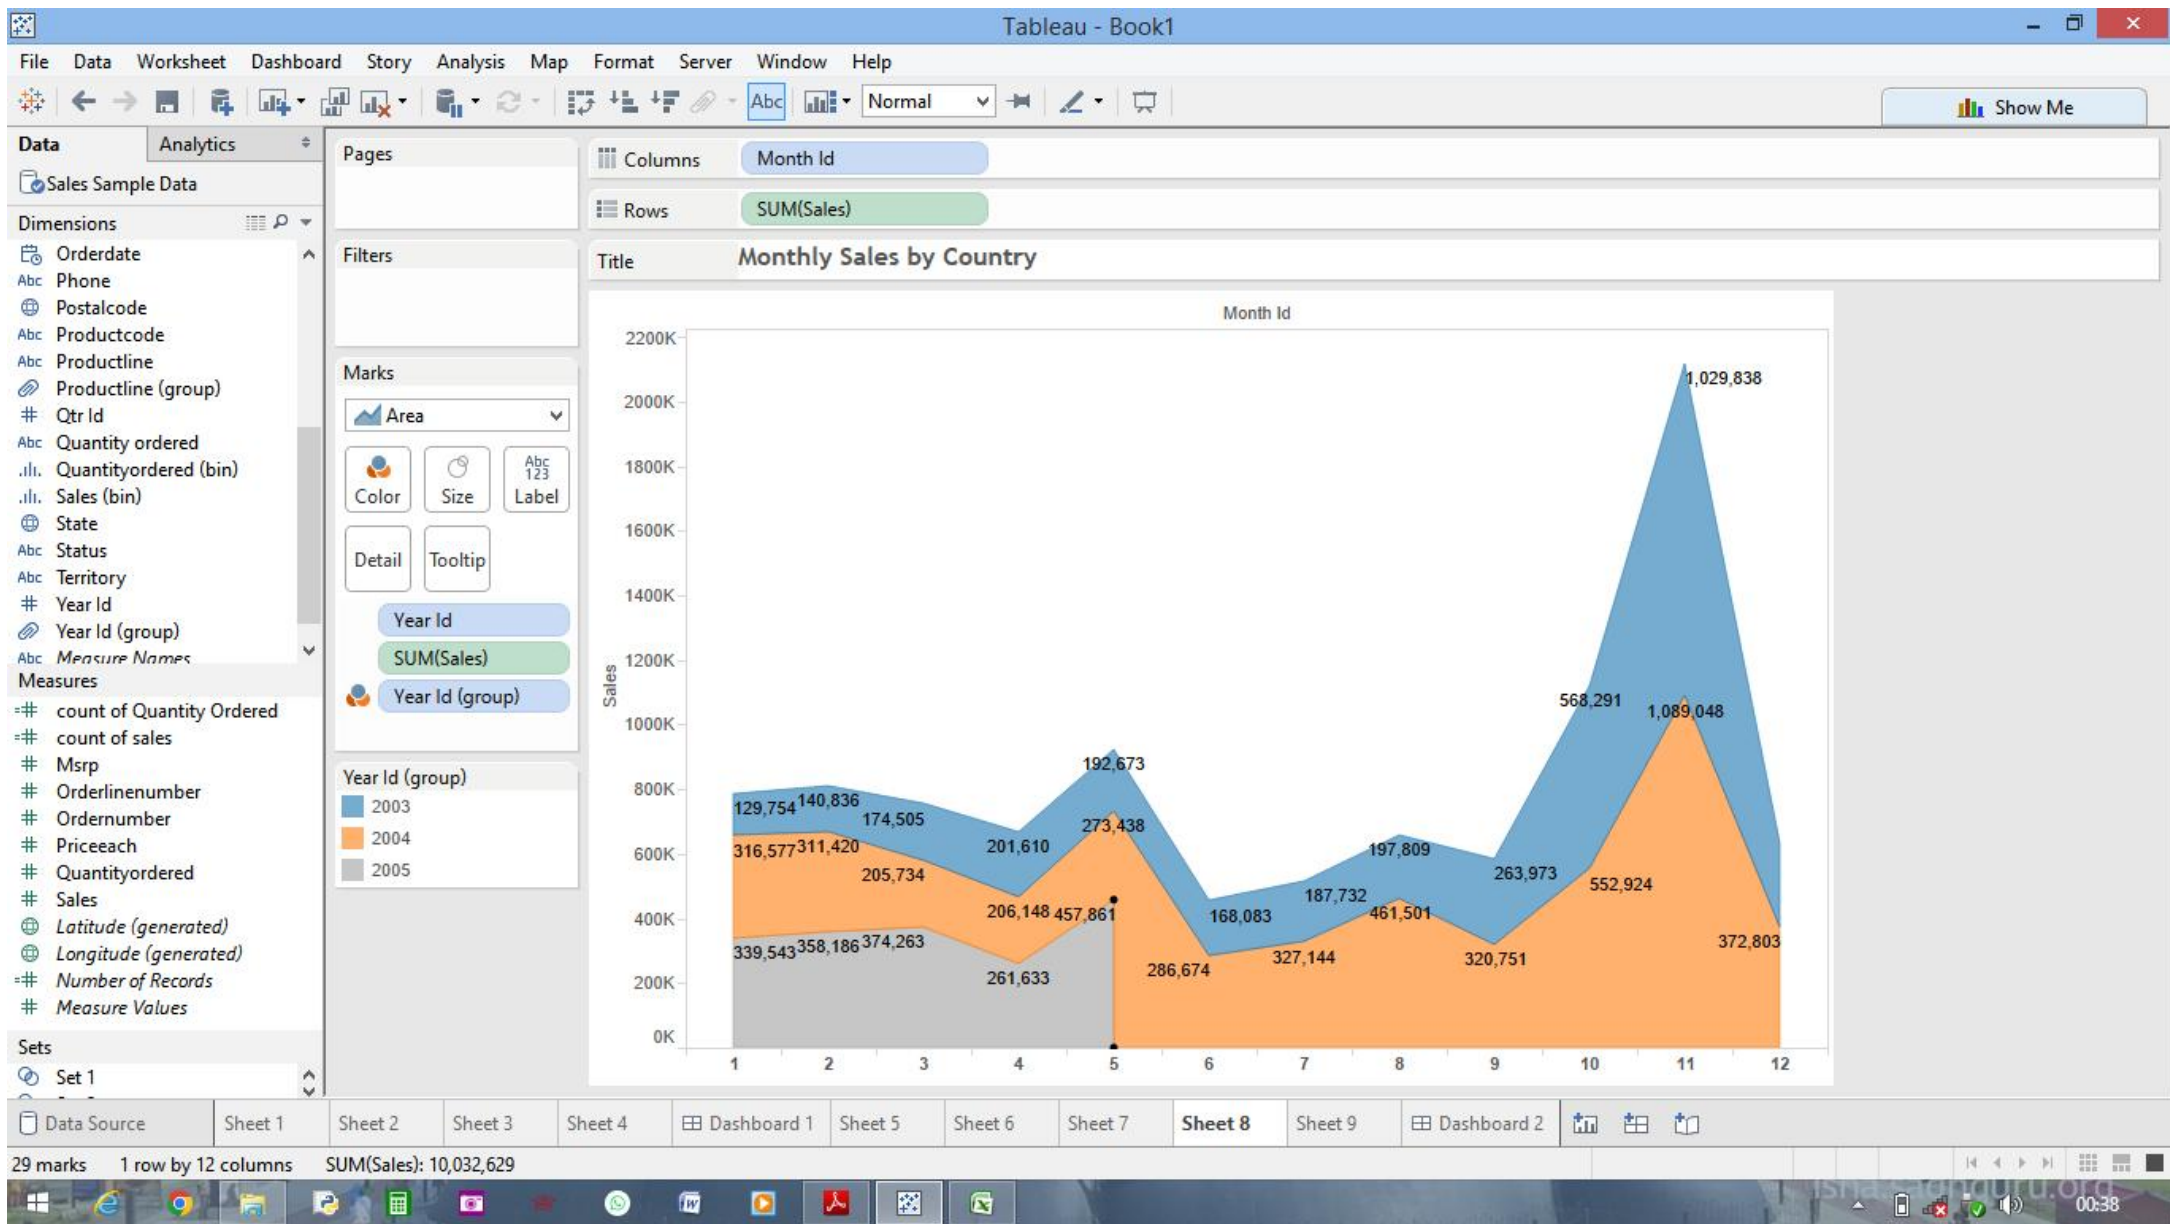 Tableau - Book1
File Data Worksheet Dashboard Story Analysis Map Format Server Window Help
Abc Normal Show Me
Data Analytics
Sales Sample Data
Dimensions
Orderdate
Abc Phone
Postalcode
Abc Productcode
Abc Productline
Productline (group)
# Qtr Id
Abc Quantity ordered
Quantityordered (bin)
Sales (bin)
State
Abc Status
Abc Territory
# Year Id
Year Id (group)
Abc Measure Names
Measures
=# count of Quantity Ordered
=# count of sales
# Msrp
# Orderlinenumber
# Ordernumber
# Priceeach
# Quantityordered
# Sales
Latitude (generated)
Longitude (generated)
=# Number of Records
# Measure Values
Sets
Set 1
Pages
Filters
Marks
Area
Color Size Abc 123 Label
Detail Tooltip
Year Id
SUM(Sales)
Year Id (group)
Year Id (group)
2003
2004
2005
Columns Month Id
Rows SUM(Sales)
Title Monthly Sales by Country
Month Id
2200K
2000K
1800K
1600K
1400K
1200K
1000K
800K
600K
400K
200K
0K
Sales
1,029,838
568,291 1,089,048
192,673
129,754 140,836 174,505 201,610 273,438
316,577 311,420 205,734 197,809 263,973 552,924
206,148 457,861 168,083 187,732 461,501
339,543 358,186 374,263 261,633 286,674 327,144 320,751 372,803
1 2 3 4 5 6 7 8 9 10 11 12
Data Source Sheet 1 Sheet 2 Sheet 3 Sheet 4 Dashboard 1 Sheet 5 Sheet 6 Sheet 7 Sheet 8 Sheet 9 Dashboard 2
29 marks 1 row by 12 columns SUM(Sales): 10,032,629
00:38